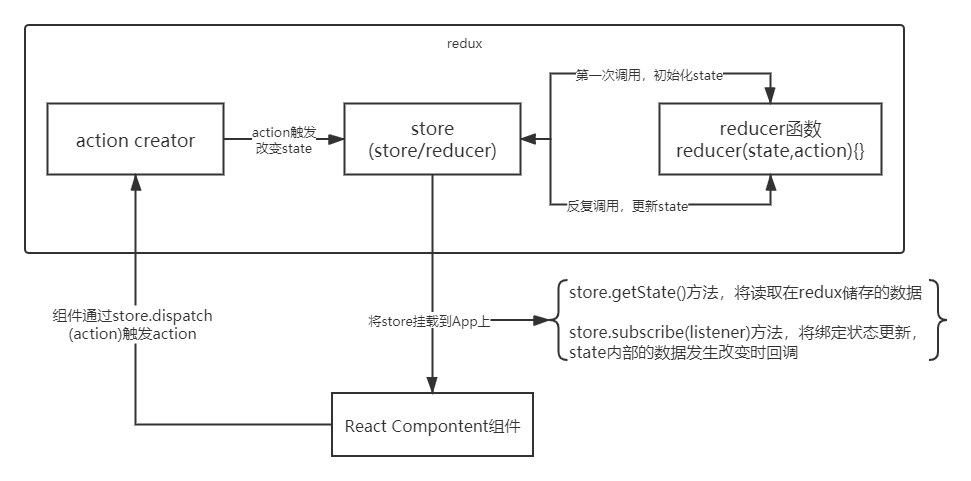 redux
第一次调用，初始化state
action creator
action触发
改变state
store
(store/reducer)
reducer函数
reducer(state,action){}
反复调用，更新state
组件通过store.dispatch
(action)触发action
将store挂载到App上
store.getState()方法，将读取在redux储存的数据
store.subscribe(listener)方法，将绑定状态更新，
state内部的数据发生改变时回调
React Compontent组件